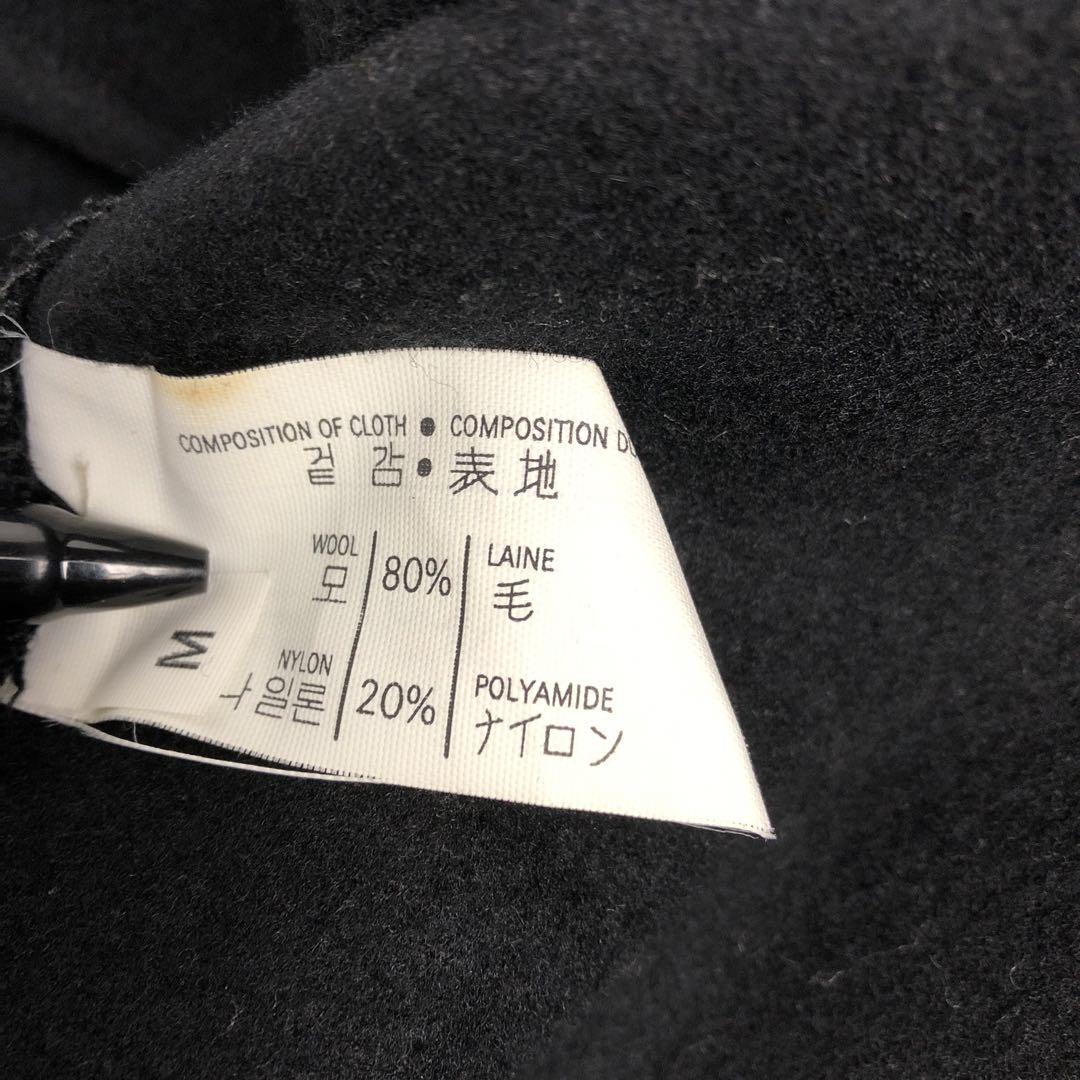 COMPOSITION OF CLOTH ● COMPOSITION DU
겉 감 ● 表地
WOOL 80% LAINE
모 毛
NYLON 20% POLYAMIDE
나일론 ナイロン
M